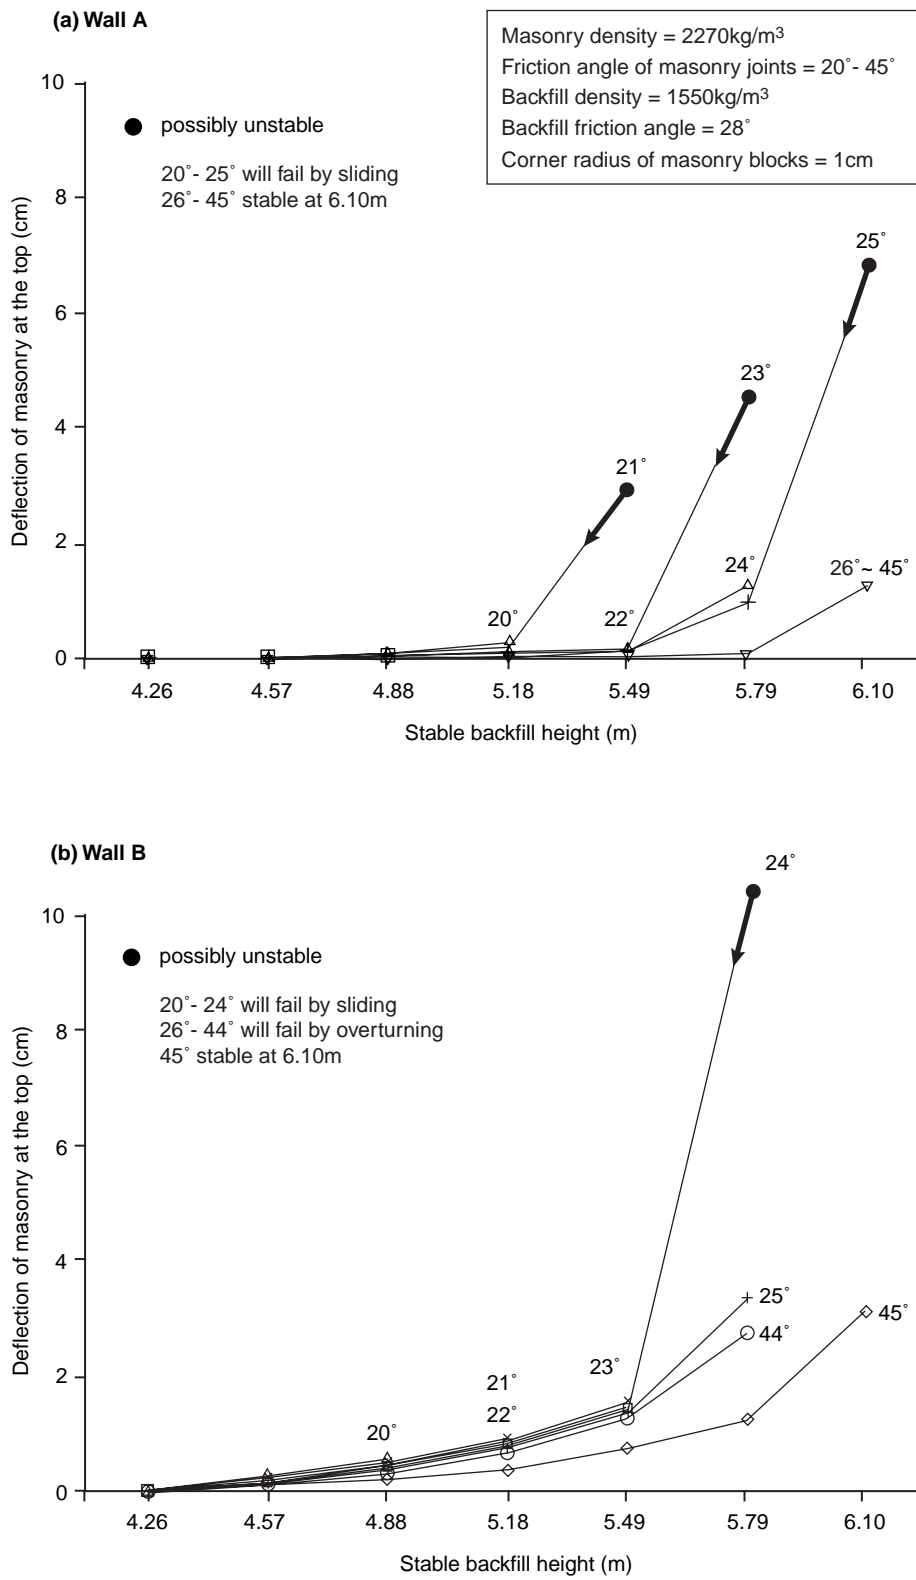 (a) Wall A
Masonry density = 2270kg/m³
Friction angle of masonry joints = 20˚- 45˚
Backfill density = 1550kg/m³
Backfill friction angle = 28˚
Corner radius of masonry blocks = 1cm
10
possibly unstable
20˚- 25˚ will fail by sliding
26˚- 45˚ stable at 6.10m
8
25˚
6
23˚
4
21˚
2
24˚
26˚~ 45˚
20˚
22˚
0
4.26 4.57 4.88 5.18 5.49 5.79 6.10
Deflection of masonry at the top (cm)
Stable backfill height (m)
(b) Wall B
24˚
10
possibly unstable
20˚- 24˚ will fail by sliding
26˚- 44˚ will fail by overturning
45˚ stable at 6.10m
8
6
4
25˚
45˚
44˚
23˚
2
21˚
22˚
20˚
0
4.26 4.57 4.88 5.18 5.49 5.79 6.10
Deflection of masonry at the top (cm)
Stable backfill height (m)